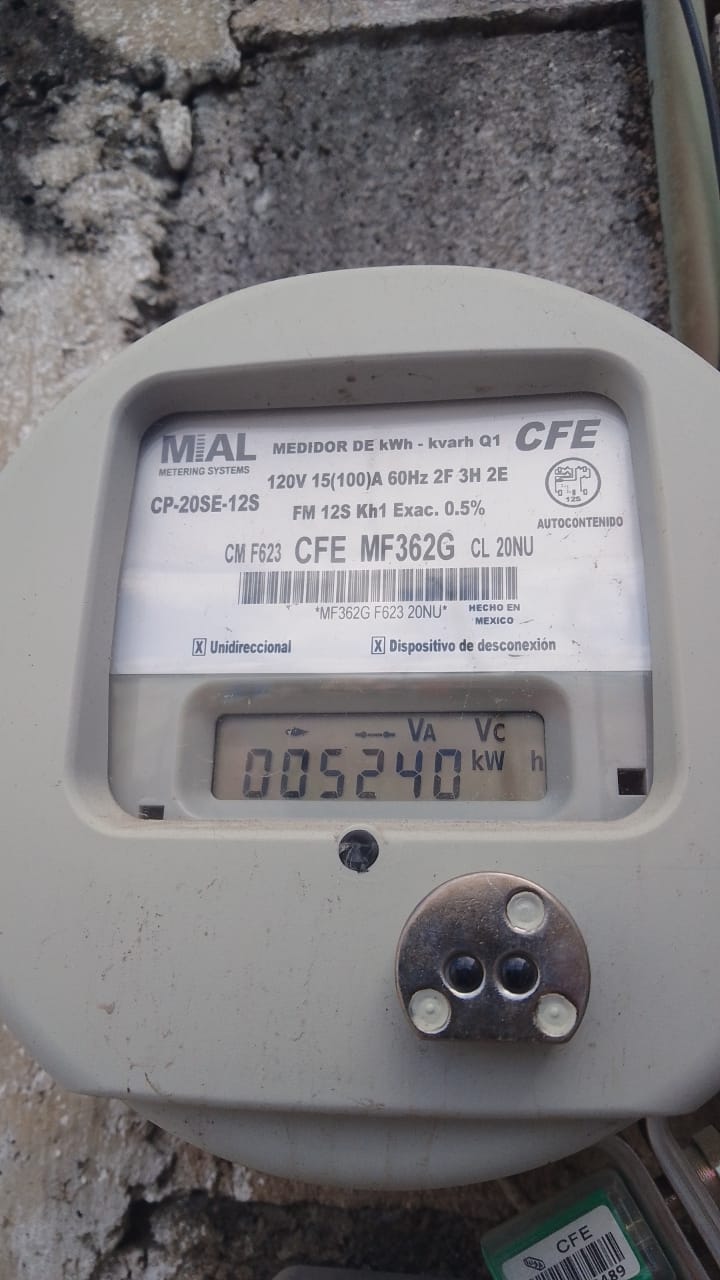 MIAL
METERING SYSTEMS
MEDIDOR DE kWh - kvarh Q1
CFE
120V 15(100)A 60Hz 2F 3H 2E
CP-20SE-12S
FM 12S Kh1 Exac. 0.5%
12S
AUTOCONTENIDO
CM F623 CFE MF362G CL 20NU
*MF362G F623 20NU*
HECHO EN
MEXICO
X Unidireccional
X Dispositivo de desconexión
VA VC
005240 kW h
CFE
489